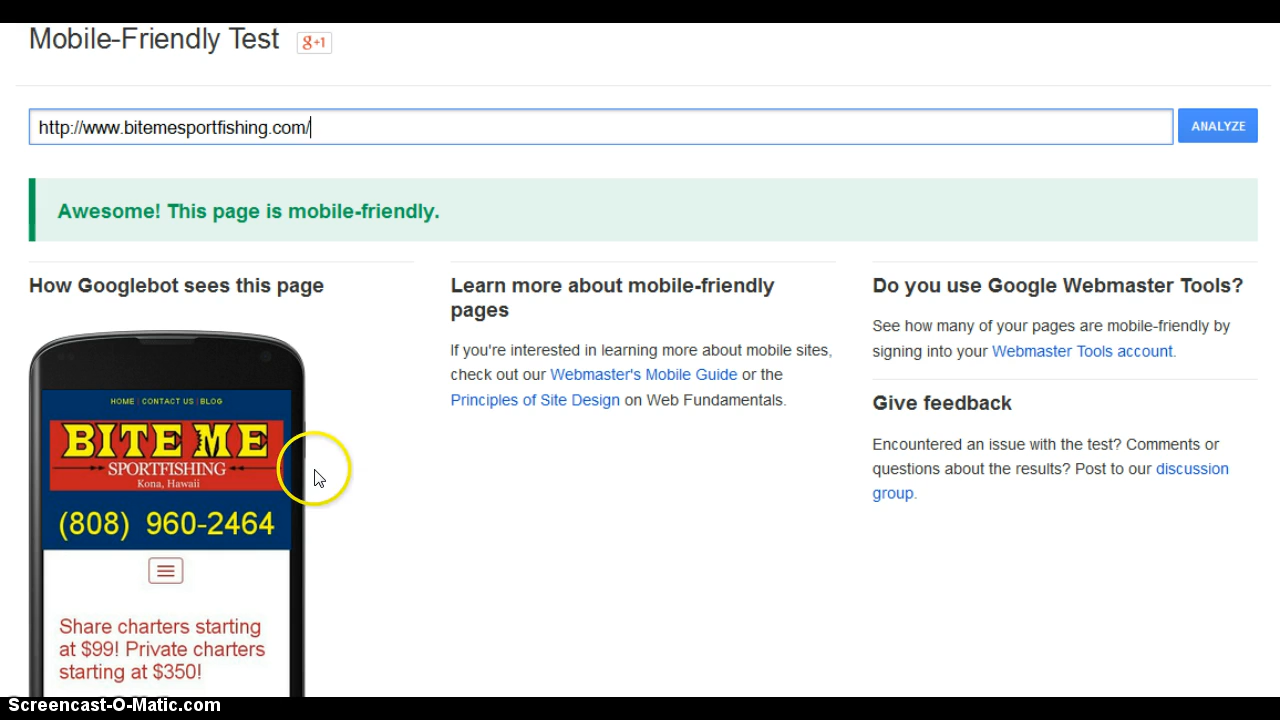 Mobile-Friendly Test
g+1
http://www.bitemesportfishing.com/
ANALYZE
Awesome! This page is mobile-friendly.
How Googlebot sees this page
HOME | CONTACT US | BLOG
BITE ME
SPORTFISHING
Kona, Hawaii
(808) 960-2464
Share charters starting
at $99! Private charters
starting at $350!
Learn more about mobile-friendly
pages
If you're interested in learning more about mobile sites,
check out our Webmaster's Mobile Guide or the
Principles of Site Design on Web Fundamentals.
Do you use Google Webmaster Tools?
See how many of your pages are mobile-friendly by
signing into your Webmaster Tools account.
Give feedback
Encountered an issue with the test? Comments or
questions about the results? Post to our discussion
group.
Screencast-O-Matic.com